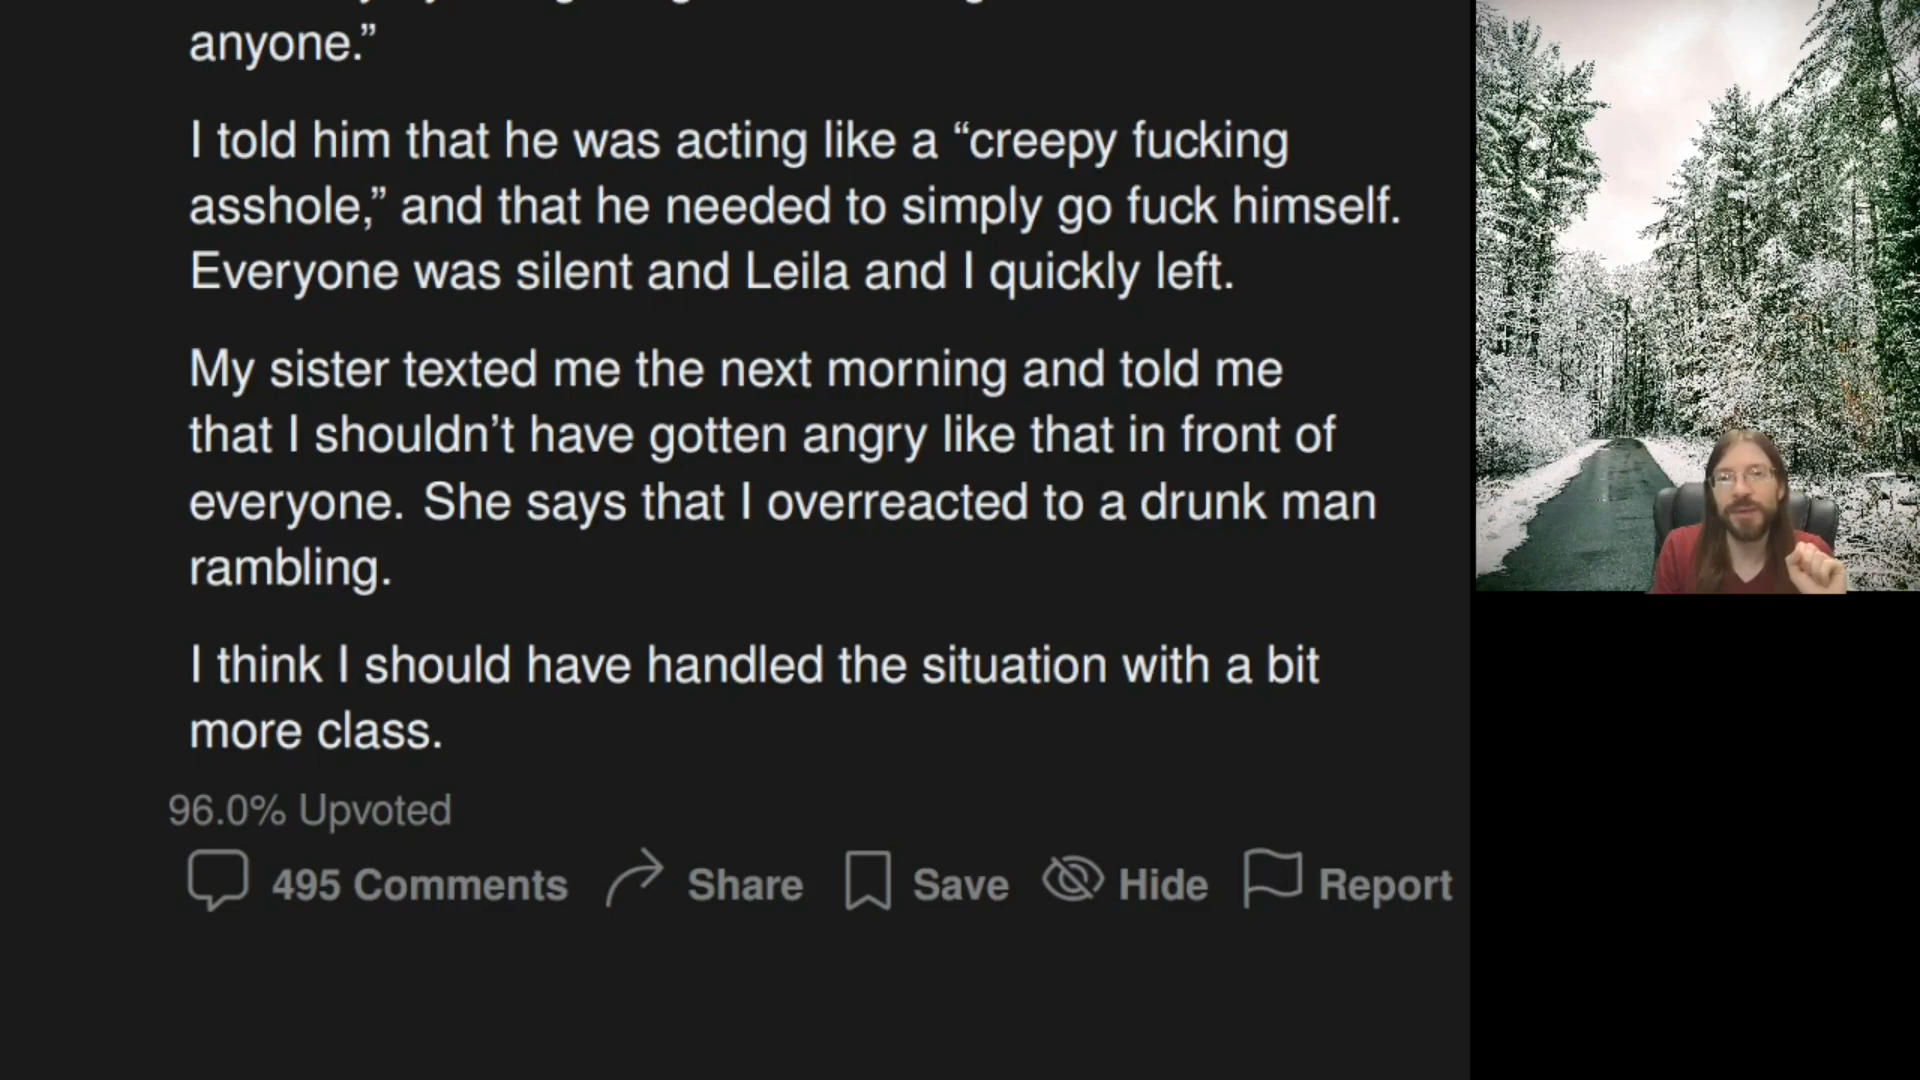 anyone.”
I told him that he was acting like a “creepy fucking
asshole,” and that he needed to simply go fuck himself.
Everyone was silent and Leila and I quickly left.
My sister texted me the next morning and told me
that I shouldn’t have gotten angry like that in front of
everyone. She says that I overreacted to a drunk man
rambling.
I think I should have handled the situation with a bit
more class.
96.0% Upvoted
495 Comments Share Save Hide Report